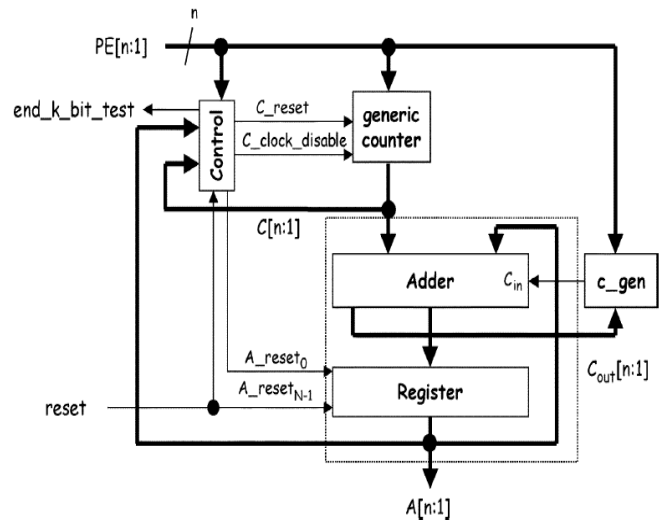 n
PE[n:1]
end_k_bit_test
Control
C_reset
C_clock_disable
generic
counter
C[n:1]
Adder
Cin
c_gen
A_reset0
Cout[n:1]
A_resetN-1
Register
reset
A[n:1]